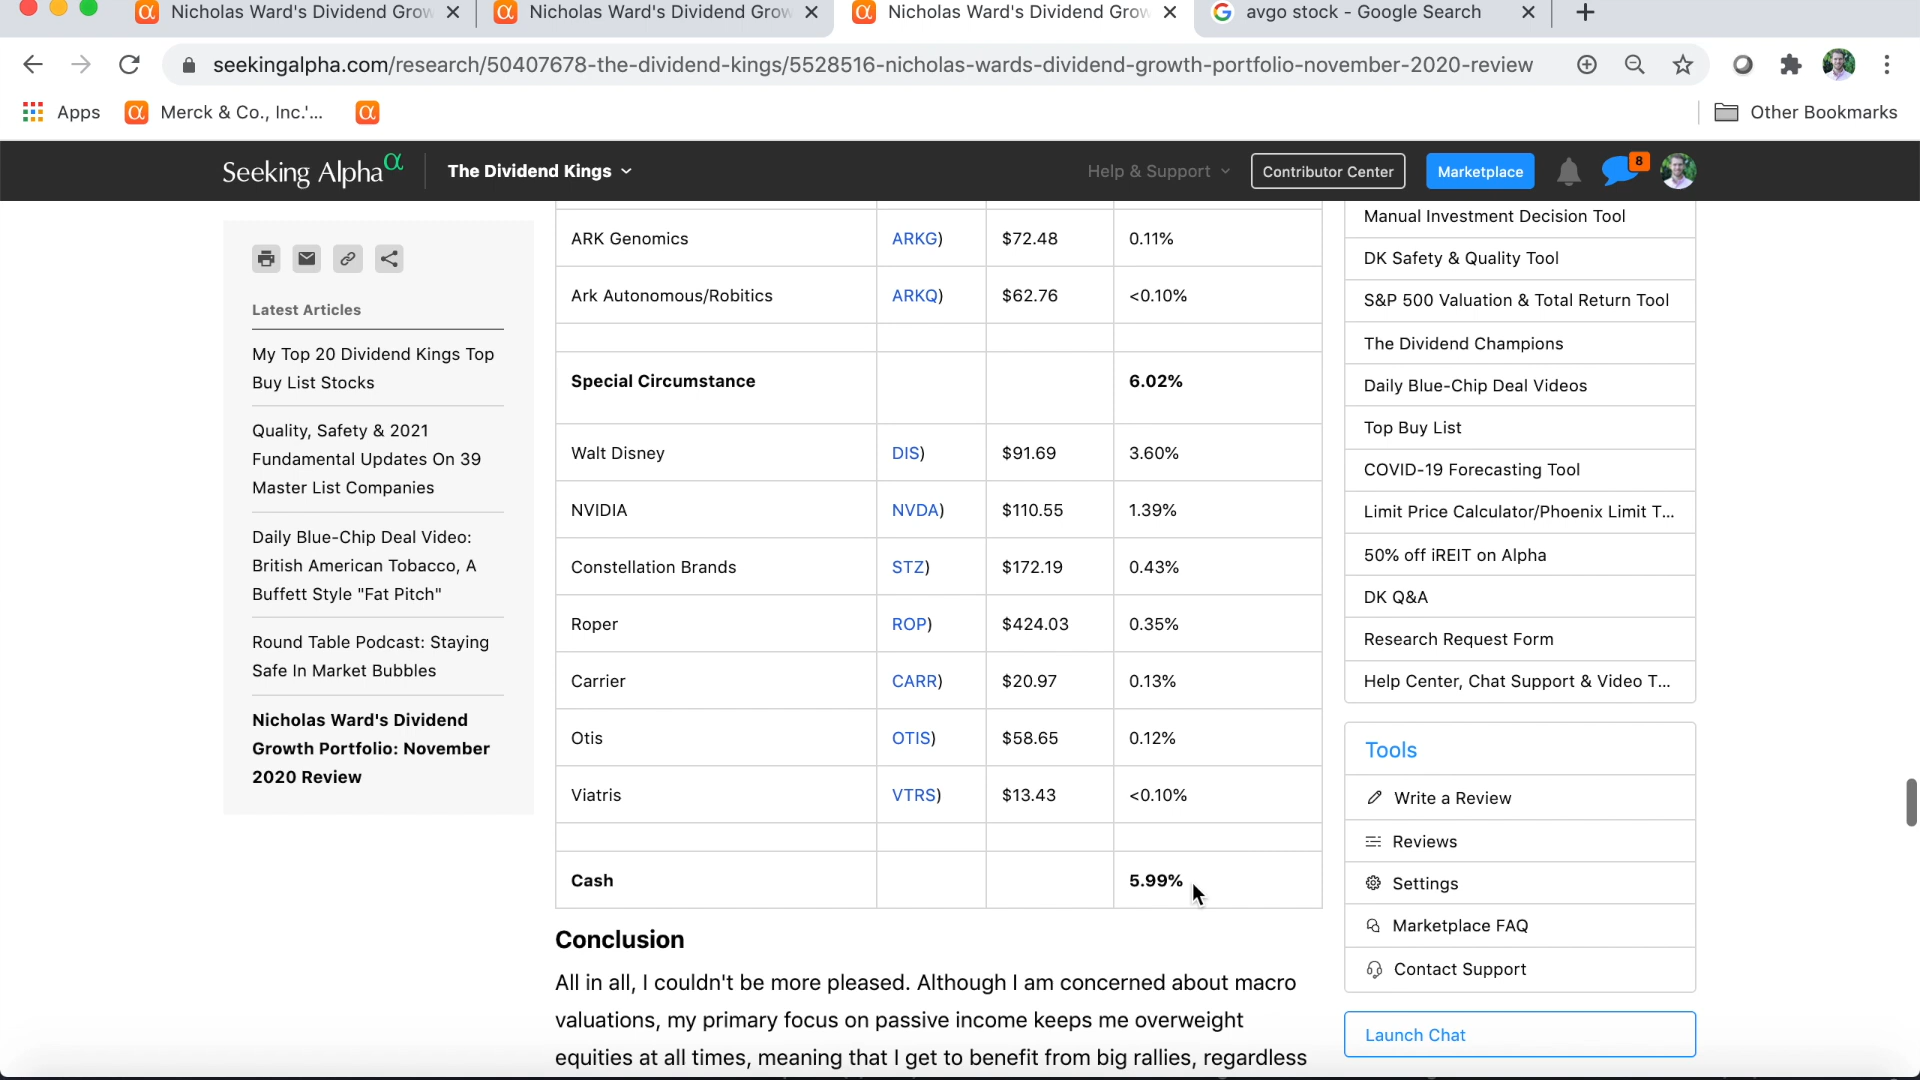 Nicholas Ward's Dividend Grow
Nicholas Ward's Dividend Grow
Nicholas Ward's Dividend Grow
avgo stock - Google Search
seekingalpha.com/research/50407678-the-dividend-kings/5528516-nicholas-wards-dividend-growth-portfolio-november-2020-review
Apps
Merck & Co., Inc.'...
Other Bookmarks
Seeking Alpha α
The Dividend Kings
Help & Support
Contributor Center
Marketplace
8
Latest Articles
My Top 20 Dividend Kings Top
Buy List Stocks
Quality, Safety & 2021
Fundamental Updates On 39
Master List Companies
Daily Blue-Chip Deal Video:
British American Tobacco, A
Buffett Style "Fat Pitch"
Round Table Podcast: Staying
Safe In Market Bubbles
Nicholas Ward's Dividend
Growth Portfolio: November
2020 Review
ARK Genomics ARKG) $72.48 0.11%
Ark Autonomous/Robitics ARKQ) $62.76 <0.10%
Special Circumstance 6.02%
Walt Disney DIS) $91.69 3.60%
NVIDIA NVDA) $110.55 1.39%
Constellation Brands STZ) $172.19 0.43%
Roper ROP) $424.03 0.35%
Carrier CARR) $20.97 0.13%
Otis OTIS) $58.65 0.12%
Viatris VTRS) $13.43 <0.10%
Cash 5.99%
Conclusion
All in all, I couldn't be more pleased. Although I am concerned about macro
valuations, my primary focus on passive income keeps me overweight
equities at all times, meaning that I get to benefit from big rallies, regardless
Manual Investment Decision Tool
DK Safety & Quality Tool
S&P 500 Valuation & Total Return Tool
The Dividend Champions
Daily Blue-Chip Deal Videos
Top Buy List
COVID-19 Forecasting Tool
Limit Price Calculator/Phoenix Limit T...
50% off iREIT on Alpha
DK Q&A
Research Request Form
Help Center, Chat Support & Video T...
Tools
Write a Review
Reviews
Settings
Marketplace FAQ
Contact Support
Launch Chat